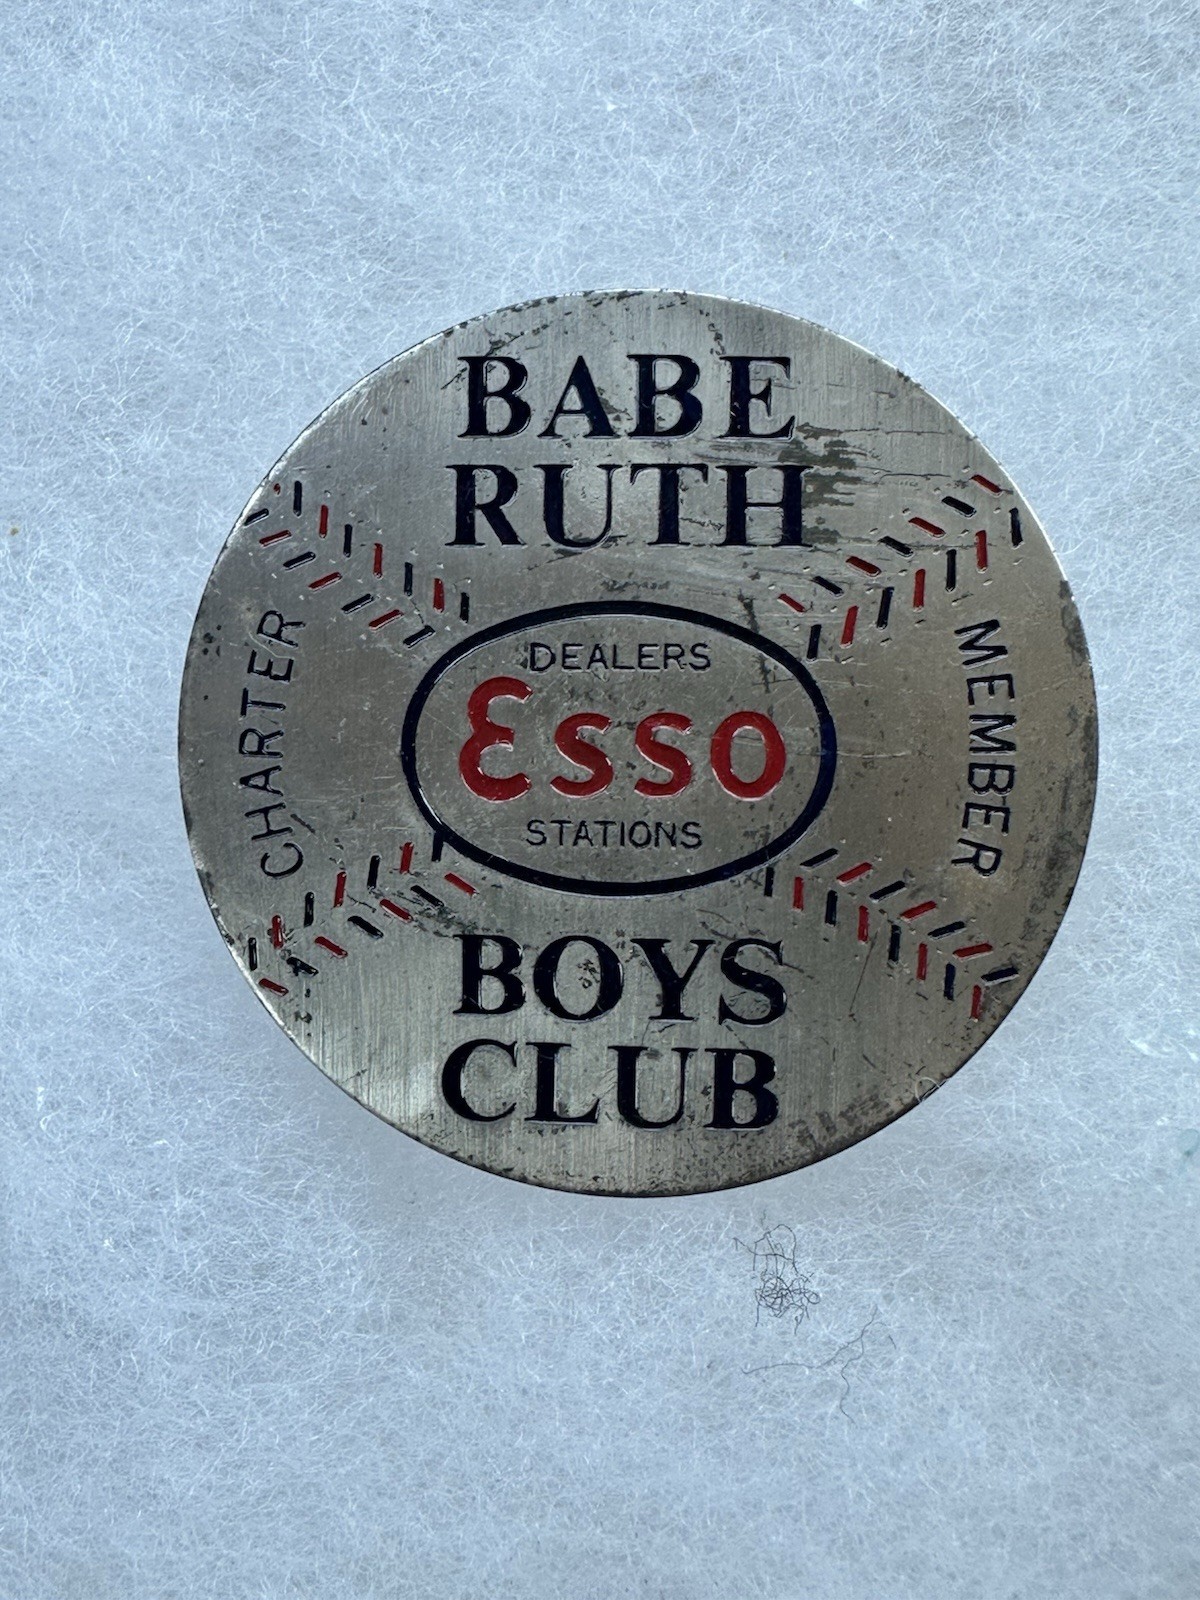 BABE
RUTH
CHARTER
DEALERS
Esso
STATIONS
MEMBER
BOYS
CLUB